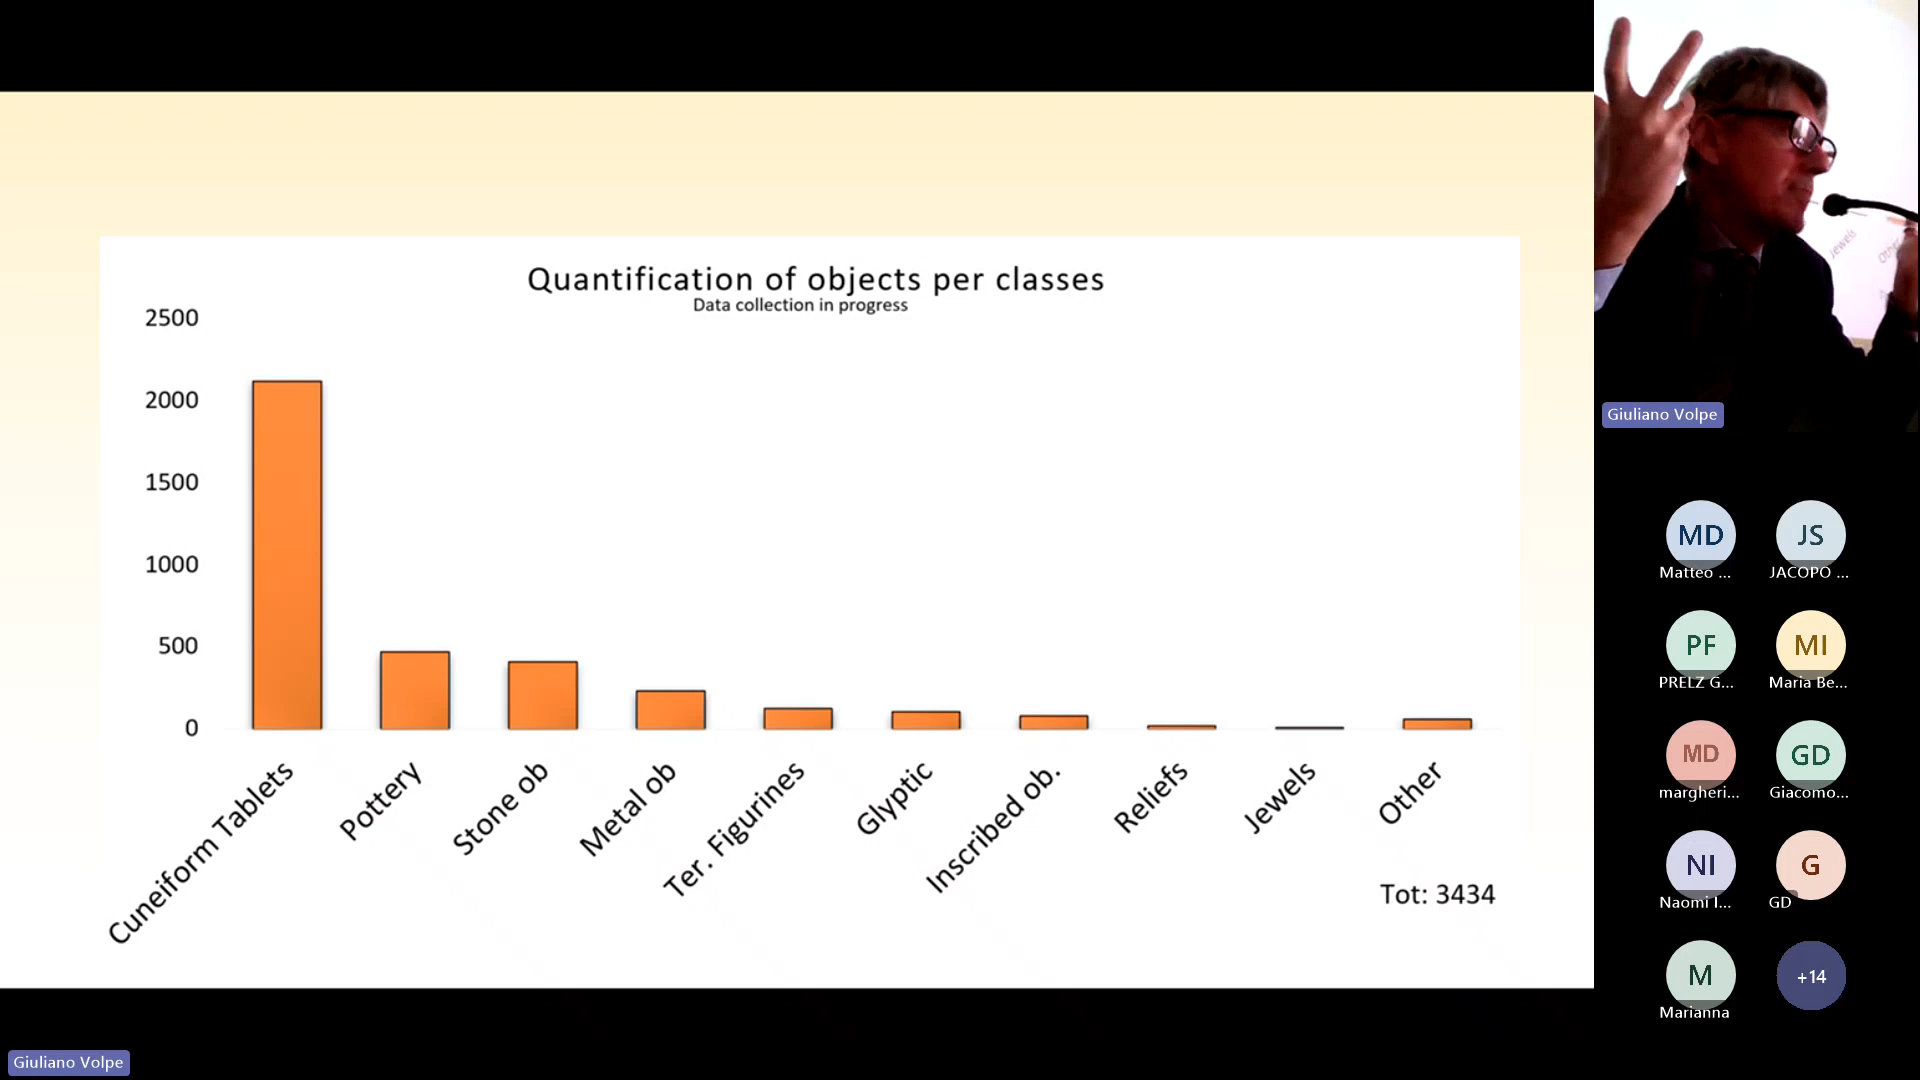 Quantification of objects per classes
Data collection in progress
2500
2000
1500
1000
500
0
Cuneiform Tablets
Pottery
Stone ob
Metal ob
Ter. Figurines
Glyptic
Inscribed ob.
Reliefs
Jewels
Other
Tot: 3434
Giuliano Volpe
Jewels
Giuliano Volpe
MD
JS
Matteo ...
JACOPO ...
PF
MI
PRELZ G...
Maria Be...
MD
GD
margheri...
Giacomo...
NI
G
Naomi I...
GD
M
+14
Marianna